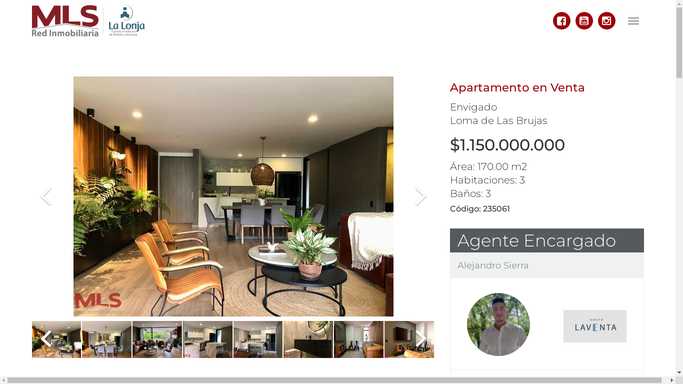 MLS
Red Inmobiliaria
La Lonja
Apartamento en Venta
Envigado
Loma de Las Brujas
$1.150.000.000
Área: 170.00 m2
Habitaciones: 3
Baños: 3
Código: 235061
MLS
Agente Encargado
Alejandro Sierra
LAVENTA